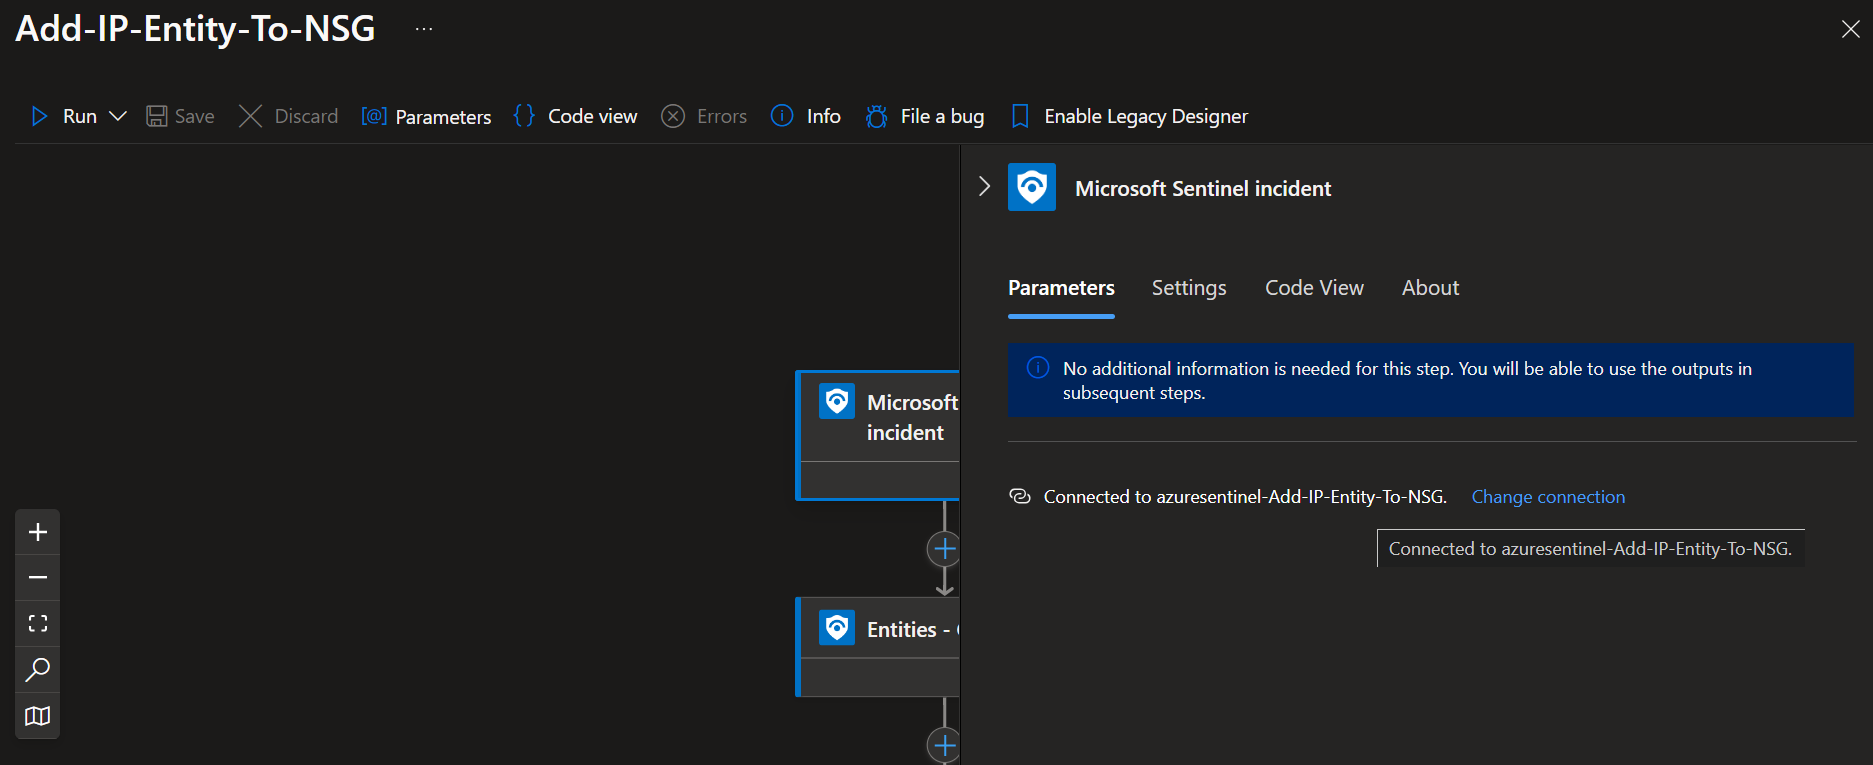 Add-IP-Entity-To-NSG ...
Run Save Discard [@] Parameters {} Code view Errors Info File a bug Enable Legacy Designer
Microsoft Sentinel incident
Parameters Settings Code View About
No additional information is needed for this step. You will be able to use the outputs in
subsequent steps.
Microsoft
incident
Connected to azuresentinel-Add-IP-Entity-To-NSG. Change connection
Connected to azuresentinel-Add-IP-Entity-To-NSG.
Entities -